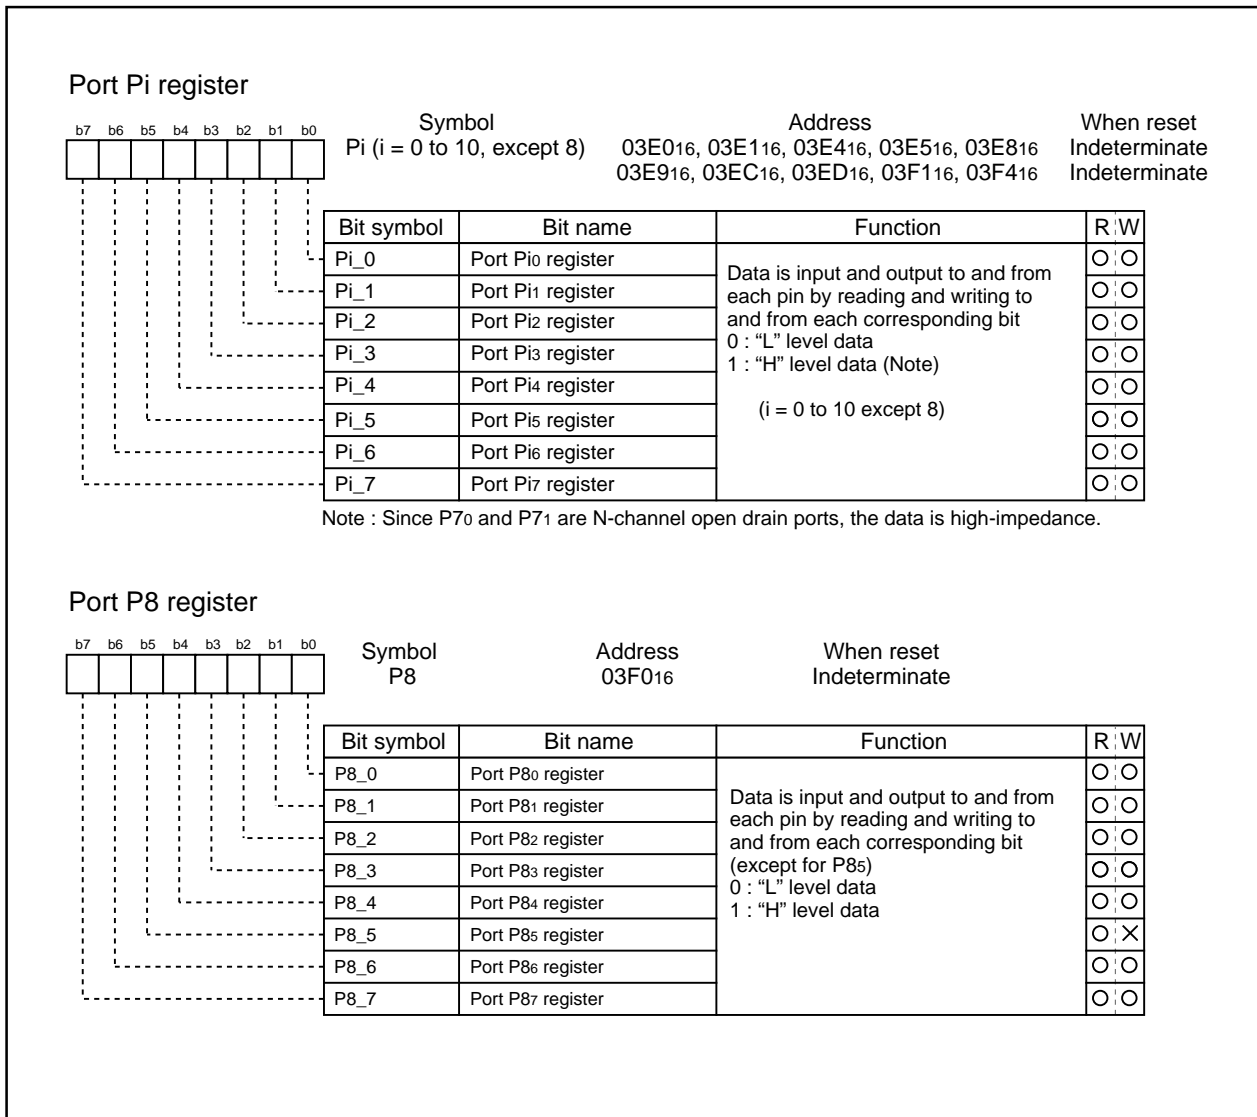 Port Pi register
b7 b6 b5 b4 b3 b2 b1 b0
Symbol Address When reset
Pi (i = 0 to 10, except 8) 03E016, 03E116, 03E416, 03E516, 03E816 Indeterminate
03E916, 03EC16, 03ED16, 03F116, 03F416 Indeterminate
Bit symbol Bit name Function R W
Pi_0 Port Pi0 register
Pi_1 Port Pi1 register
Pi_2 Port Pi2 register
Pi_3 Port Pi3 register
Pi_4 Port Pi4 register
Pi_5 Port Pi5 register
Pi_6 Port Pi6 register
Pi_7 Port Pi7 register
Data is input and output to and from
each pin by reading and writing to
and from each corresponding bit
0 : “L” level data
1 : “H” level data (Note)
(i = 0 to 10 except 8)
Note : Since P70 and P71 are N-channel open drain ports, the data is high-impedance.
Port P8 register
b7 b6 b5 b4 b3 b2 b1 b0
Symbol Address When reset
P8 03F016 Indeterminate
Bit symbol Bit name Function R W
P8_0 Port P80 register
P8_1 Port P81 register
P8_2 Port P82 register
P8_3 Port P83 register
P8_4 Port P84 register
P8_5 Port P85 register
P8_6 Port P86 register
P8_7 Port P87 register
Data is input and output to and from
each pin by reading and writing to
and from each corresponding bit
(except for P85)
0 : “L” level data
1 : “H” level data